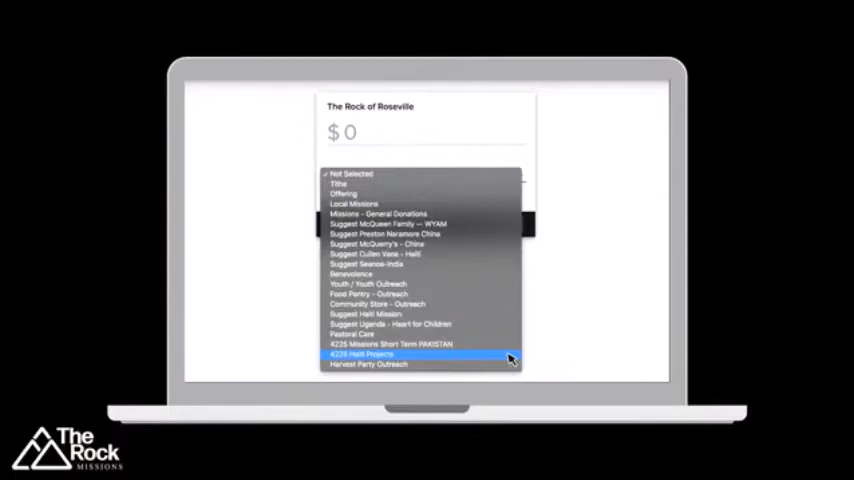 The Rock of Roseville
$0
✓ Not Selected
Tithe
Offering
Local Missions
Missions - General Donations
Suggest McQueen Family -- WYAM
Suggest Preston Naramore China
Suggest McQuerry's - China
Suggest Cullen Vane - Haiti
Suggest Seanoe-India
Benevolence
Youth / Youth Outreach
Food Pentry - Outreach
Community Store - Outreach
Suggest Haiti Mission
Suggest Uganda - Heart for Children
Pastoral Care
4225 Missions Short Term PAKISTAN
4225 Haiti Projects
Harvest Party Outreach
The
Rock
MISSIONS